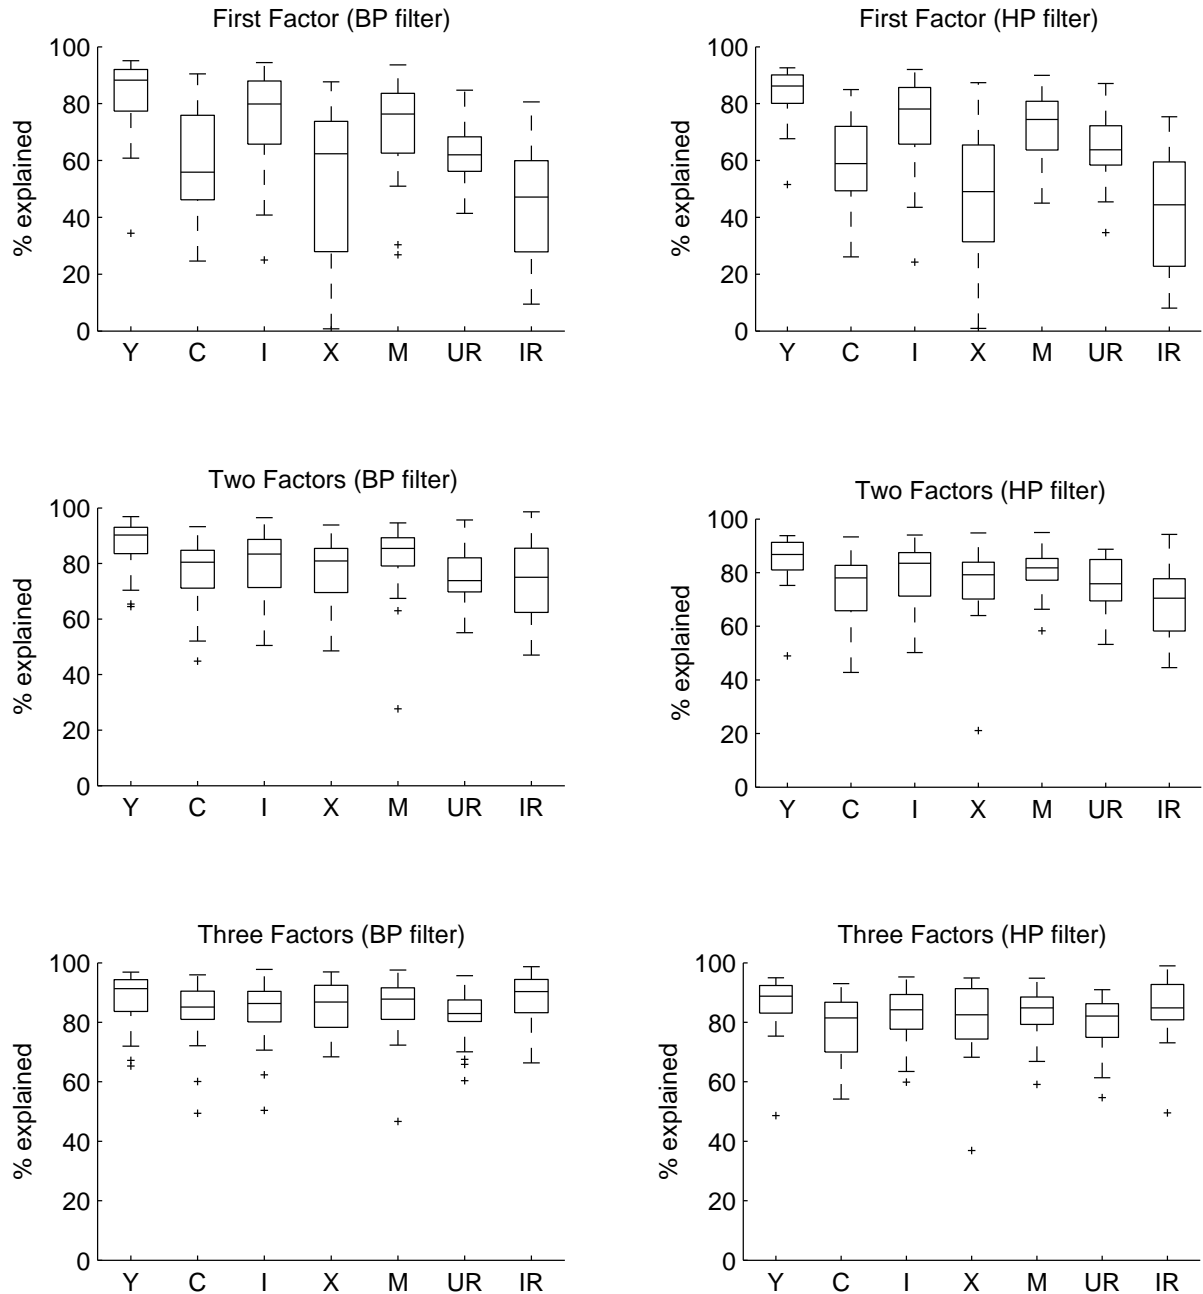 First Factor (BP filter)
% explained
100
80
60
40
20
0
Y C I X M UR IR
First Factor (HP filter)
% explained
100
80
60
40
20
0
Y C I X M UR IR
Two Factors (BP filter)
% explained
100
80
60
40
20
0
Y C I X M UR IR
Two Factors (HP filter)
% explained
100
80
60
40
20
0
Y C I X M UR IR
Three Factors (BP filter)
% explained
100
80
60
40
20
0
Y C I X M UR IR
Three Factors (HP filter)
% explained
100
80
60
40
20
0
Y C I X M UR IR